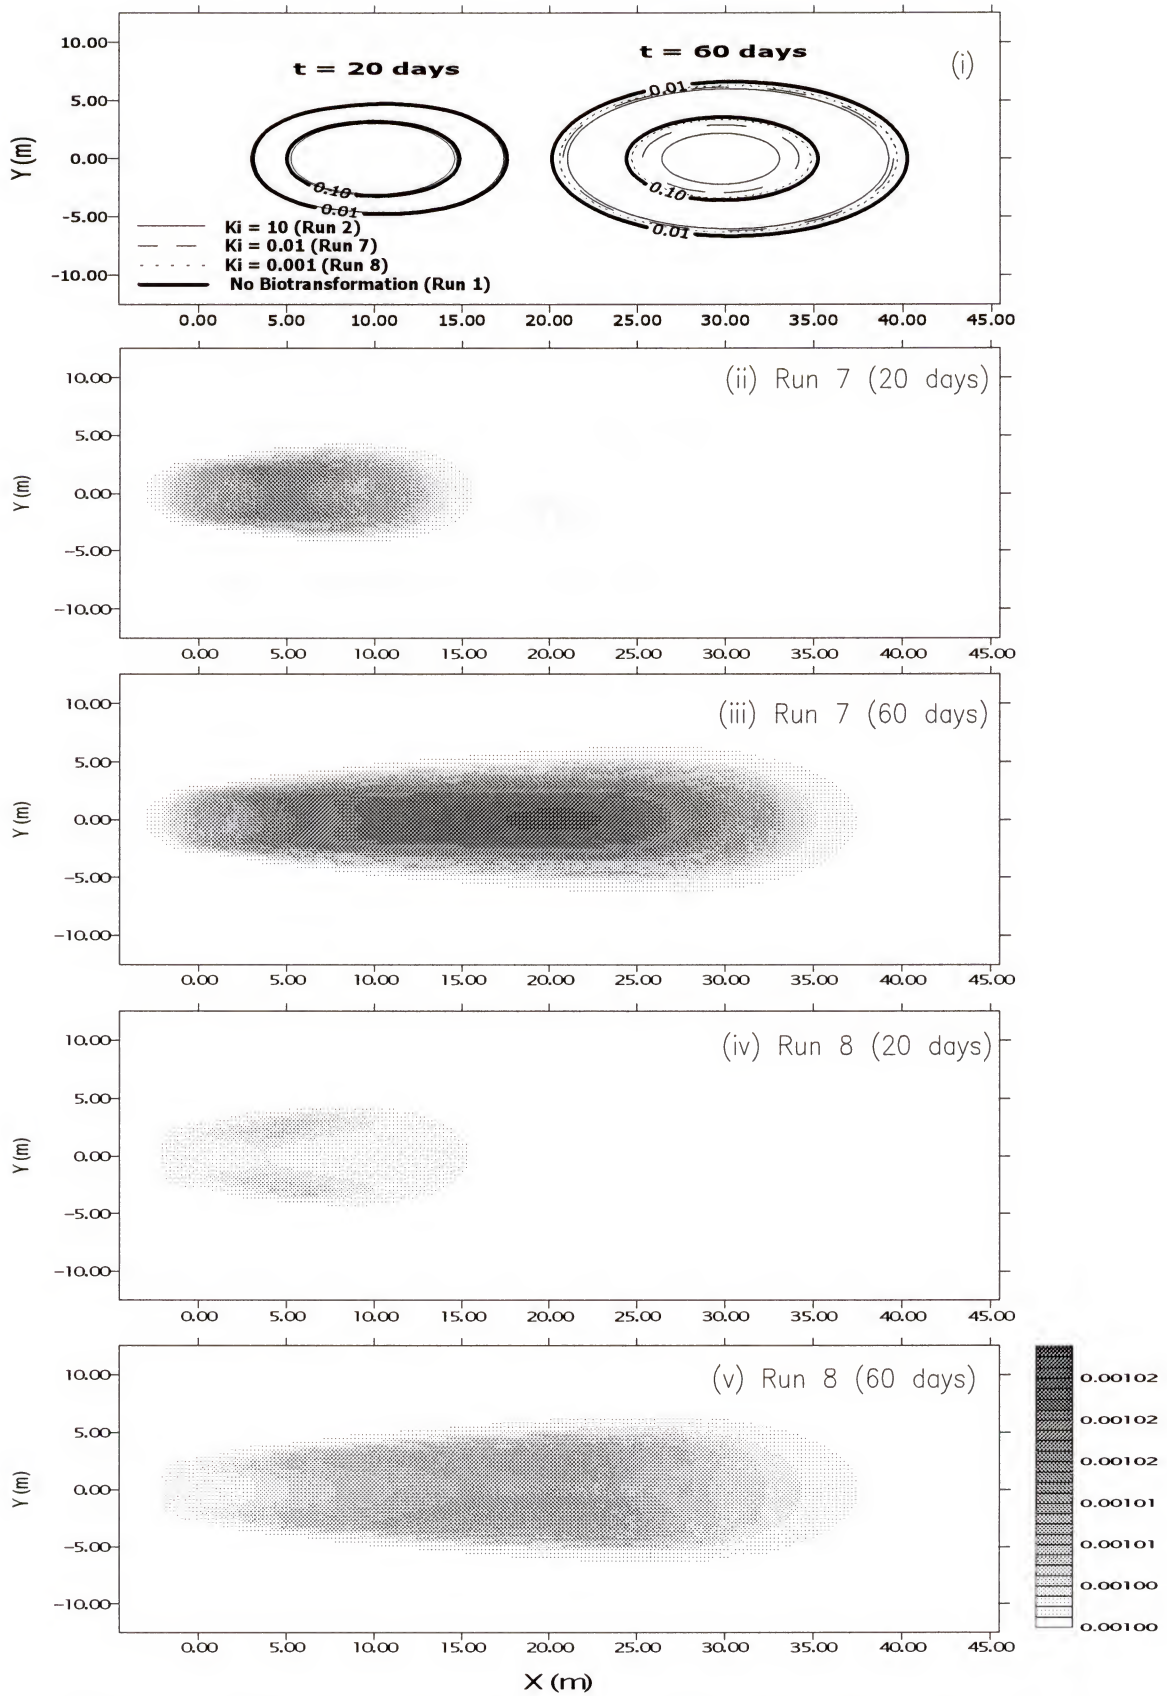 t = 20 days
t = 60 days
(i)
10.00
5.00
0.00
-5.00
-10.00
Y (m)
0.01
0.10
0.01
0.10
0.01
Ki = 10 (Run 2)
Ki = 0.01 (Run 7)
Ki = 0.001 (Run 8)
No Biotransformation (Run 1)
0.00 5.00 10.00 15.00 20.00 25.00 30.00 35.00 40.00 45.00
(ii) Run 7 (20 days)
10.00
5.00
0.00
-5.00
-10.00
Y (m)
0.00 5.00 10.00 15.00 20.00 25.00 30.00 35.00 40.00 45.00
(iii) Run 7 (60 days)
10.00
5.00
0.00
-5.00
-10.00
Y (m)
0.00 5.00 10.00 15.00 20.00 25.00 30.00 35.00 40.00 45.00
(iv) Run 8 (20 days)
10.00
5.00
0.00
-5.00
-10.00
Y (m)
0.00 5.00 10.00 15.00 20.00 25.00 30.00 35.00 40.00 45.00
(v) Run 8 (60 days)
10.00
5.00
0.00
-5.00
-10.00
Y (m)
0.00 5.00 10.00 15.00 20.00 25.00 30.00 35.00 40.00 45.00
X (m)
0.00102
0.00102
0.00102
0.00101
0.00101
0.00100
0.00100